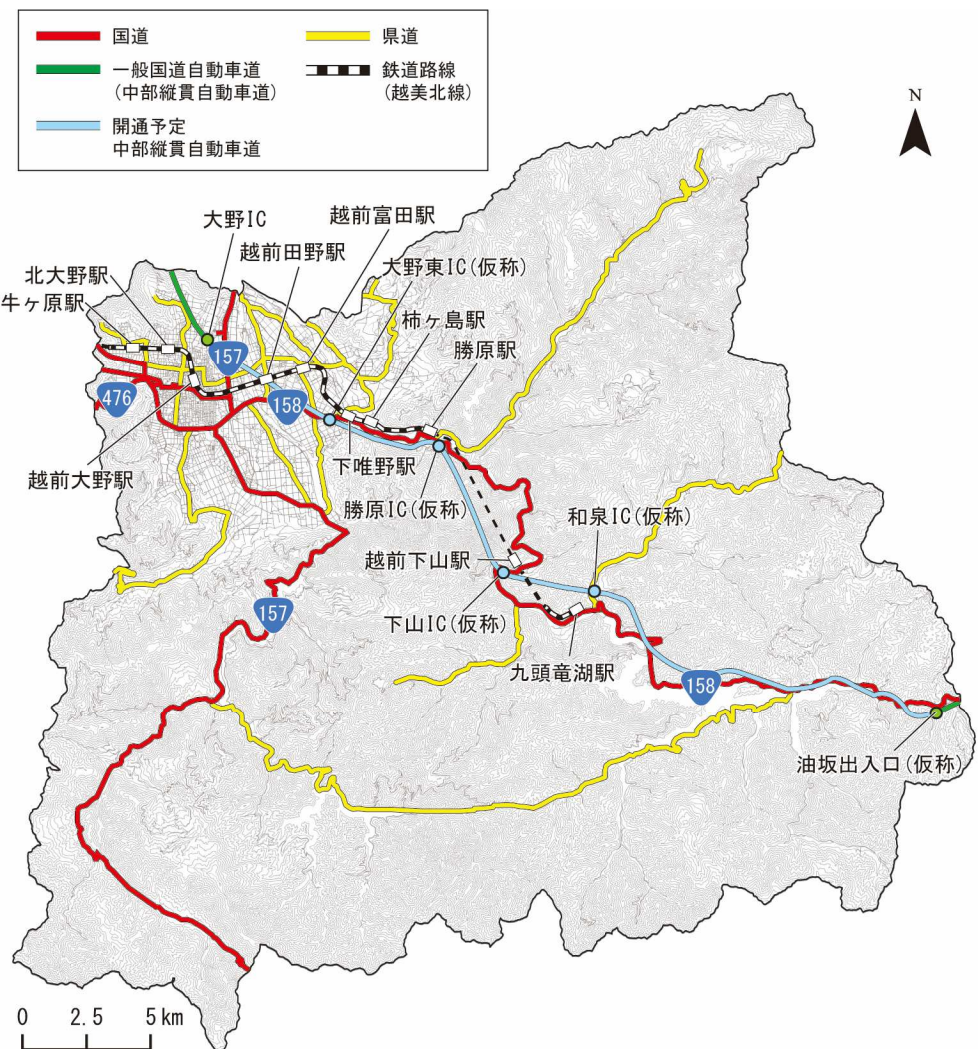 国道
県道
一般国道自動車道
(中部縦貫自動車道)
鉄道路線
(越美北線)
開通予定
中部縦貫自動車道
N
大野IC
越前富田駅
越前田野駅
大野東IC(仮称)
北大野駅
牛ヶ原駅
柿ヶ島駅
勝原駅
157
476
158
下唯野駅
越前大野駅
勝原IC(仮称)
和泉IC(仮称)
越前下山駅
157
下山IC(仮称)
九頭竜湖駅
158
油坂出入口(仮称)
0 2.5 5km